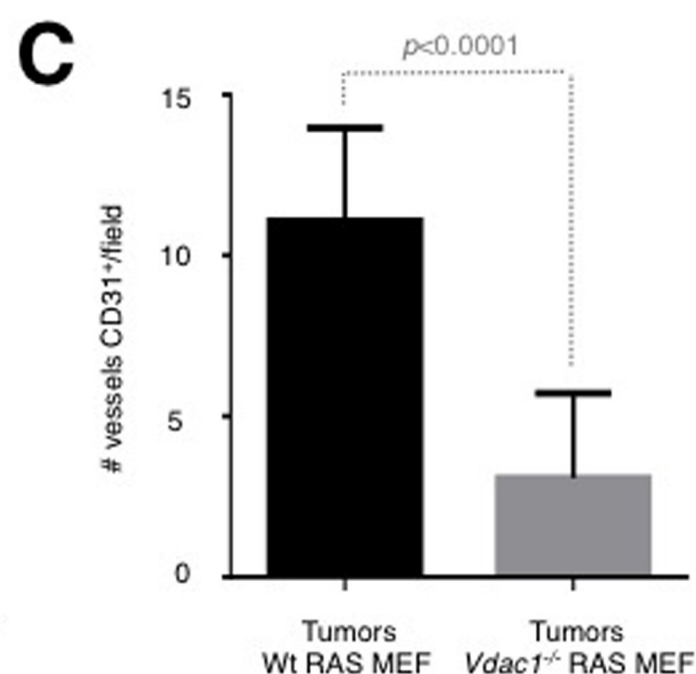 C
p<0.0001
15
10
5
0
# vessels CD31⁺/field
Tumors
Wt RAS MEF
Tumors
Vdac1⁻/⁻ RAS MEF